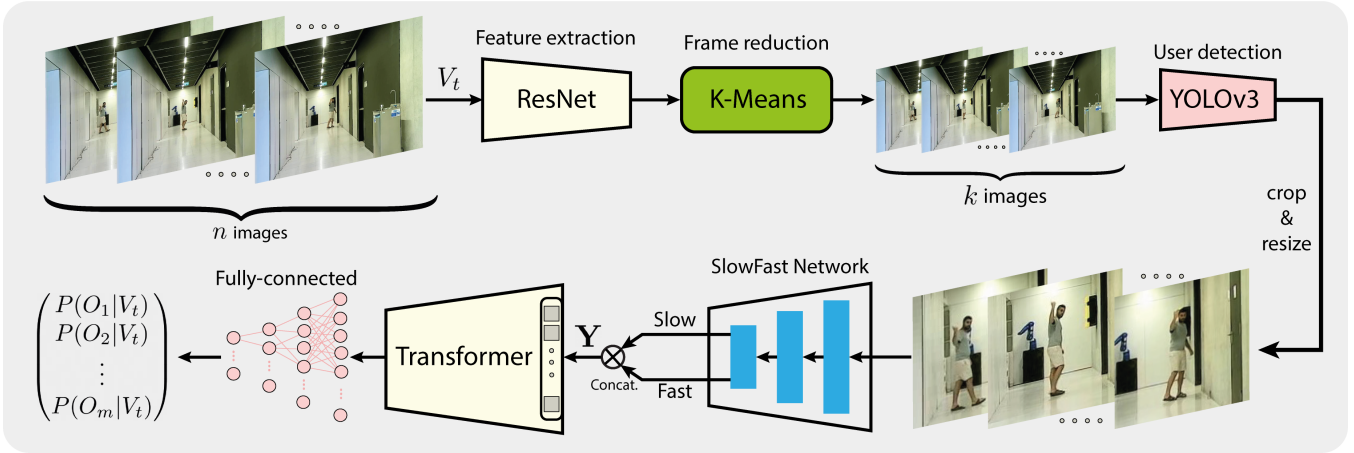 Feature extraction
Frame reduction
User detection
V_t
ResNet
K-Means
YOLOv3
n images
k images
crop
&
resize
Fully-connected
SlowFast Network
P(O_1|V_t)
P(O_2|V_t)
⋮
P(O_m|V_t)
Transformer
Y
Slow
Concat.
Fast